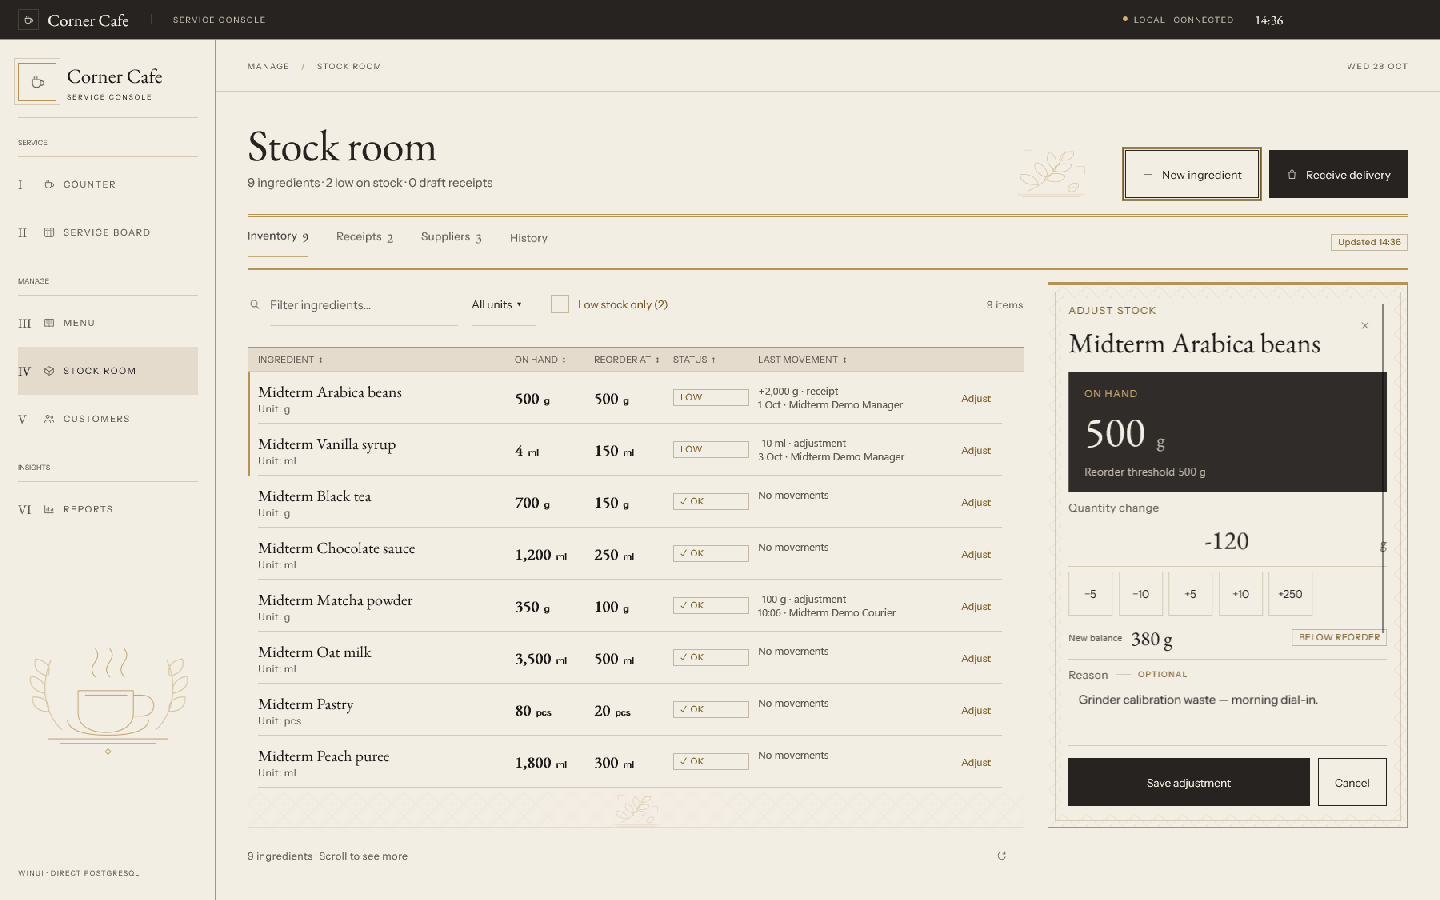 Corner Cafe
SERVICE CONSOLE
LOCAL CONNECTED
14:36
Corner Cafe
SERVICE CONSOLE
SERVICE
I COUNTER
II SERVICE BOARD
MANAGE
III MENU
IV STOCK ROOM
V CUSTOMERS
INSIGHTS
VI REPORTS
WINUI · DIRECT POSTGRESQL
MANAGE / STOCK ROOM
WED 28 OCT
Stock room
9 ingredients · 2 low on stock · 0 draft receipts
New ingredient
Receive delivery
Inventory 9
Receipts 2
Suppliers 3
History
Updated 14:36
Filter ingredients...
All units
Low stock only (2)
9 items
INGREDIENT ON HAND REORDER AT STATUS LAST MOVEMENT
Midterm Arabica beans
Unit: g
500 g 500 g LOW
+2,000 g · receipt
1 Oct · Midterm Demo Manager
Adjust
Midterm Vanilla syrup
Unit: ml
4 ml 150 ml LOW
10 ml · adjustment
3 Oct · Midterm Demo Manager
Adjust
Midterm Black tea
Unit: g
700 g 150 g ✓ OK
No movements
Adjust
Midterm Chocolate sauce
Unit: ml
1,200 ml 250 ml ✓ OK
No movements
Adjust
Midterm Matcha powder
Unit: g
350 g 100 g ✓ OK
100 g · adjustment
10:06 · Midterm Demo Courier
Adjust
Midterm Oat milk
Unit: ml
3,500 ml 500 ml ✓ OK
No movements
Adjust
Midterm Pastry
Unit: pcs
80 pcs 20 pcs ✓ OK
No movements
Adjust
Midterm Peach puree
Unit: ml
1,800 ml 300 ml ✓ OK
No movements
Adjust
9 ingredients Scroll to see more
ADJUST STOCK
Midterm Arabica beans
ON HAND
500 g
Reorder threshold 500 g
Quantity change
-120 g
−5 −10 +5 +10 +250
New balance 380 g BELOW REORDER
Reason — OPTIONAL
Grinder calibration waste — morning dial-in.
Save adjustment
Cancel